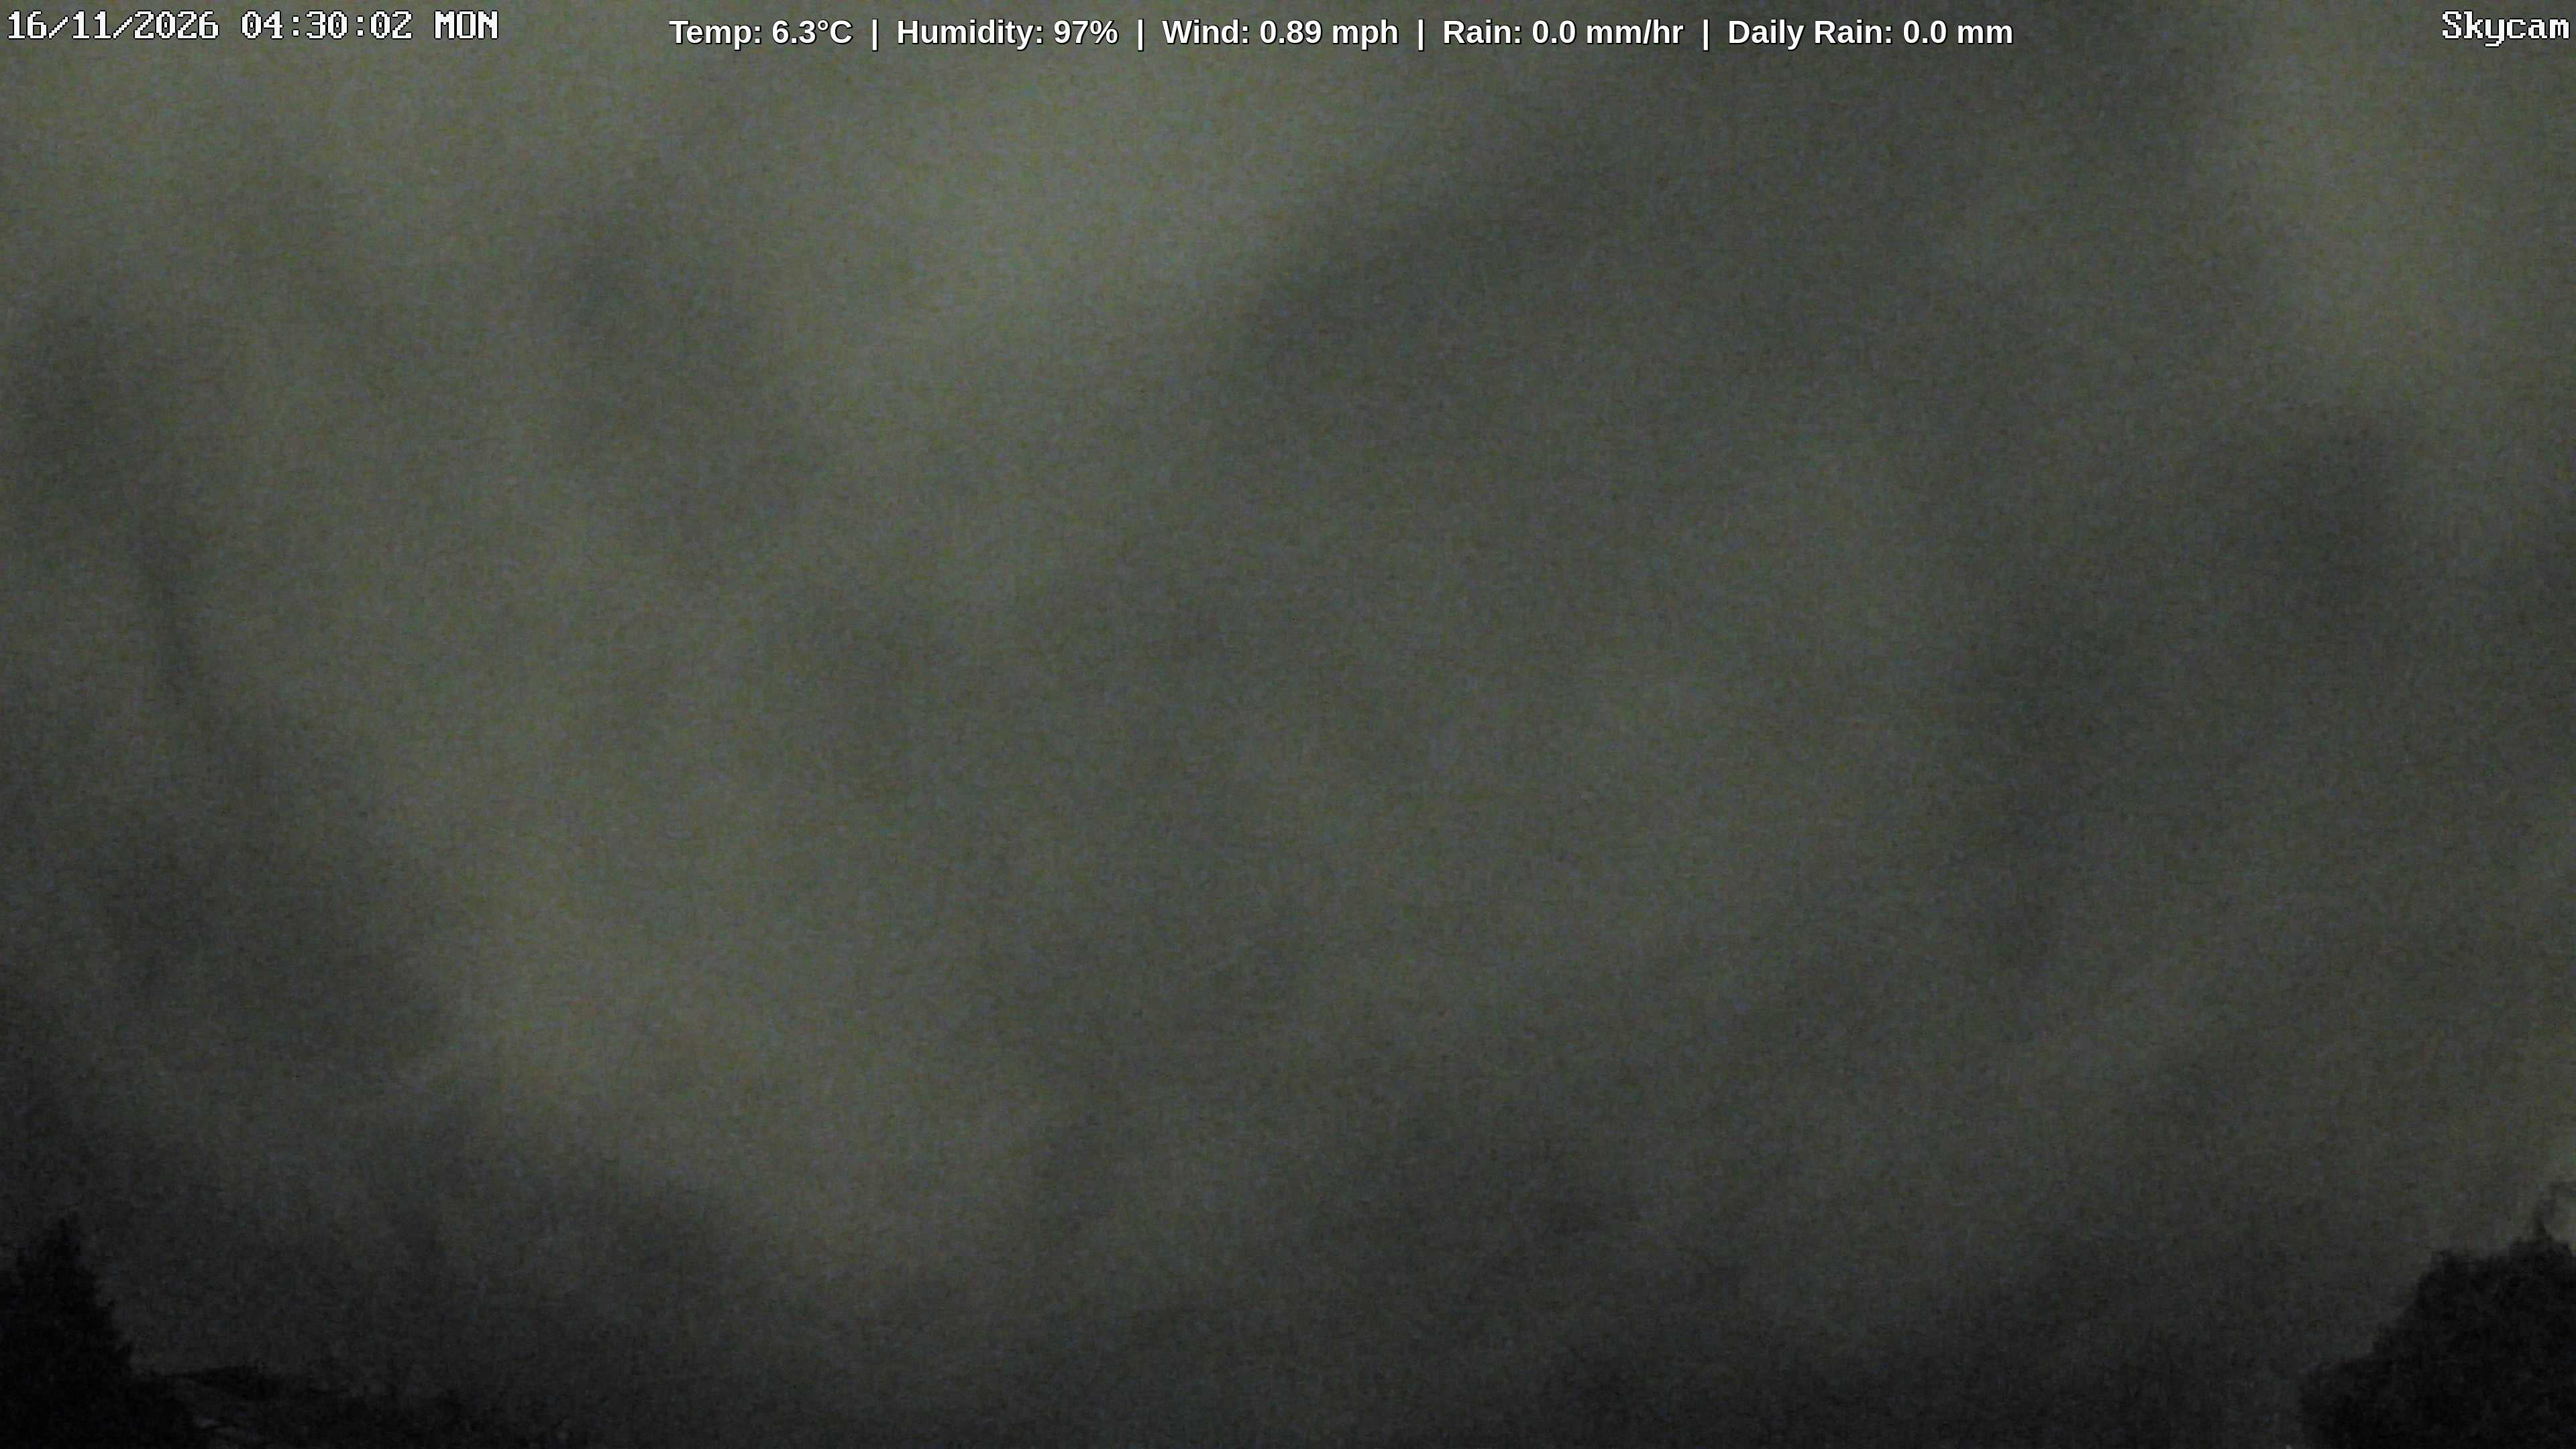 16/11/2026 04:30:02 MON
Temp: 6.3°C | Humidity: 97% | Wind: 0.89 mph | Rain: 0.0 mm/hr | Daily Rain: 0.0 mm
Skycam